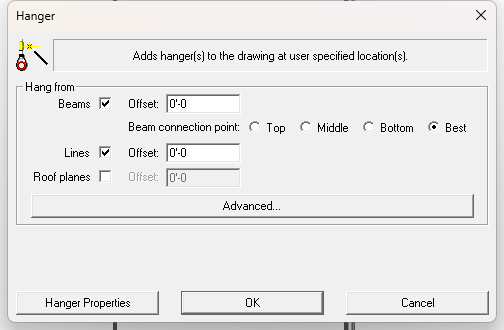 Hanger
Adds hanger(s) to the drawing at user specified location(s).
Hang from
Beams Offset: 0'-0
Beam connection point: Top Middle Bottom Best
Lines Offset: 0'-0
Roof planes Offset: 0'-0
Advanced...
Hanger Properties OK Cancel